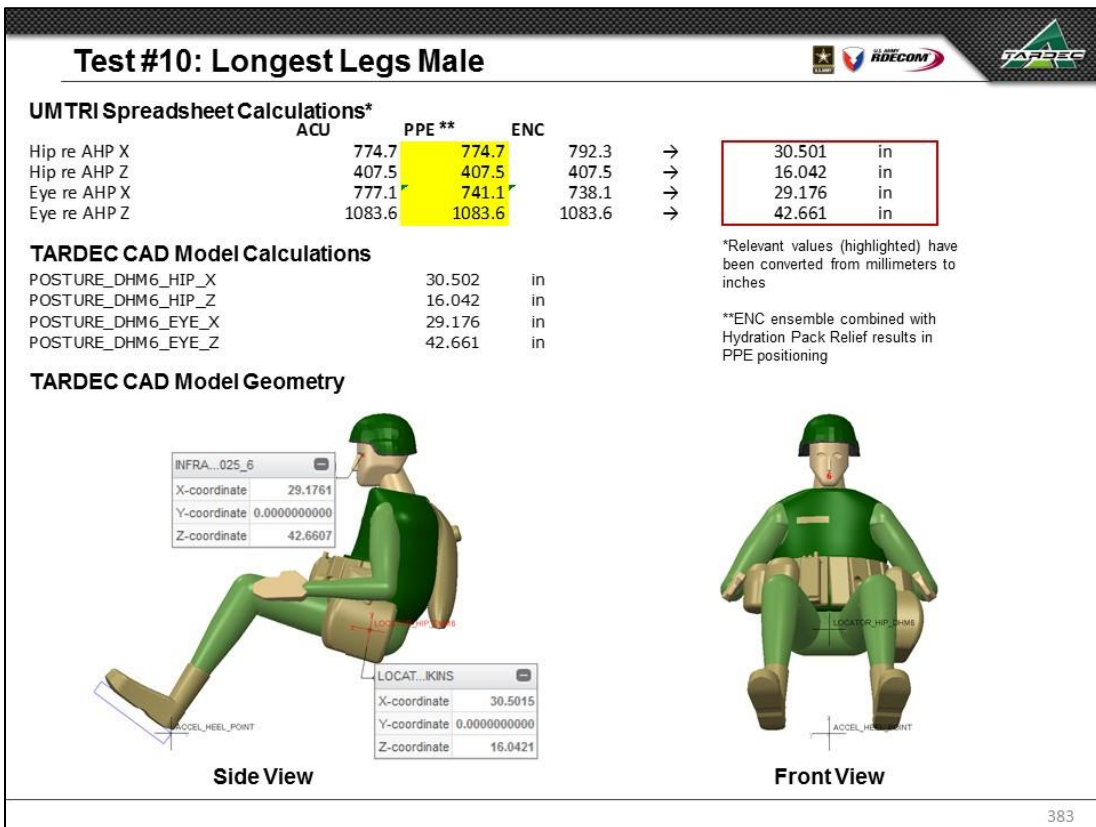 Test #10: Longest Legs Male
U.S. ARMY
U.S. ARMY
RDECOM
TARDEC
UMTRI Spreadsheet Calculations*
ACU PPE ** ENC
Hip re AHP X 774.7 774.7 792.3 → 30.501 in
Hip re AHP Z 407.5 407.5 407.5 → 16.042 in
Eye re AHP X 777.1 741.1 738.1 → 29.176 in
Eye re AHP Z 1083.6 1083.6 1083.6 → 42.661 in
*Relevant values (highlighted) have
been converted from millimeters to
inches
**ENC ensemble combined with
Hydration Pack Relief results in
PPE positioning
TARDEC CAD Model Calculations
POSTURE_DHM6_HIP_X 30.502 in
POSTURE_DHM6_HIP_Z 16.042 in
POSTURE_DHM6_EYE_X 29.176 in
POSTURE_DHM6_EYE_Z 42.661 in
TARDEC CAD Model Geometry
INFRA...025_6
X-coordinate 29.1761
Y-coordinate 0.0000000000
Z-coordinate 42.6607
LOCATOR_HIP_DHM6
LOCAT...IKINS
X-coordinate 30.5015
Y-coordinate 0.0000000000
Z-coordinate 16.0421
ACCEL_HEEL_POINT
Side View
6
LOCATOR_HIP_DHM6
ACCEL_HEEL_POINT
Front View
383